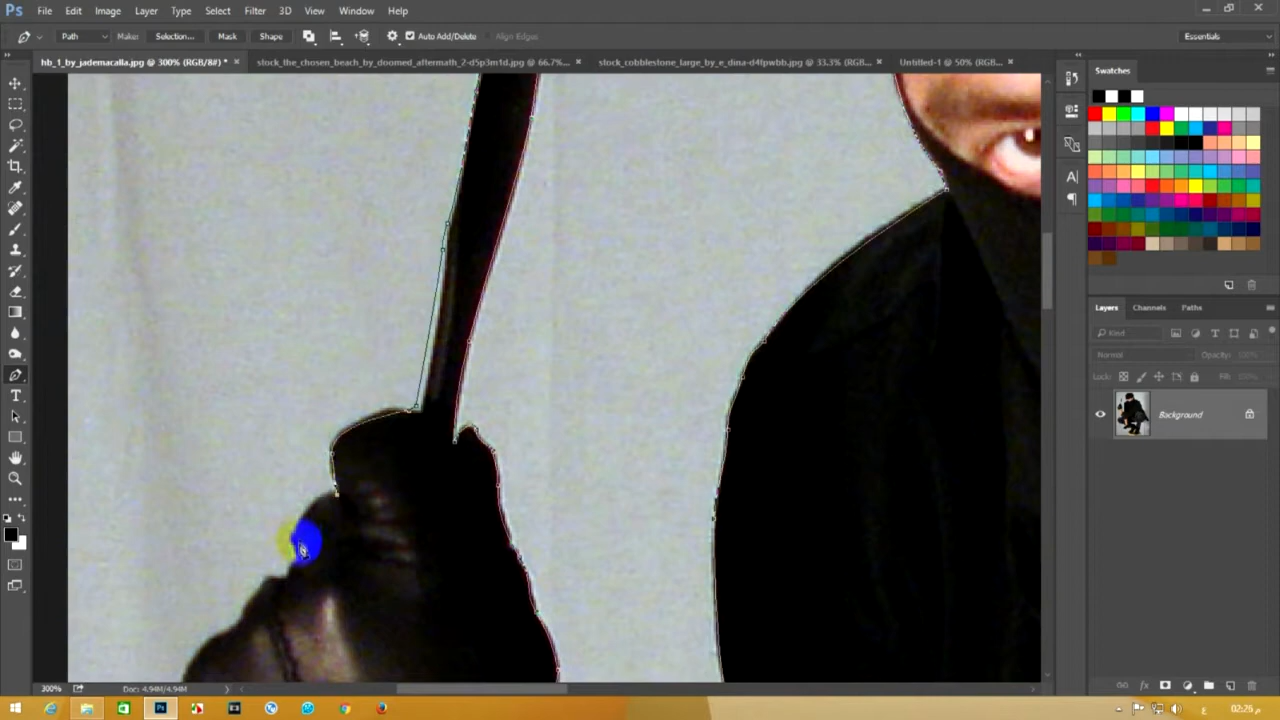 Ps File Edit Image Layer Type Select Filter 3D View Window Help
Path Make: Selection... Mask Shape Auto Add/Delete Align Edges Essentials
hb_1_by_jademacalla.jpg @ 300% (RGB/8#) * stock_the_chosen_beach_by_doomed_aftermath_2-d5p3m1d.jpg @ 66.7%... stock_cobblestone_large_by_e_dina-d4fpwbb.jpg @ 33.3% (RGB... Untitled-1 @ 50% (RGB...
Swatches
Layers Channels Paths
Kind
Normal Opacity: 100%
Lock: Fill: 100%
Background
300% Doc: 4.94M/4.94M
ع 02:26 م